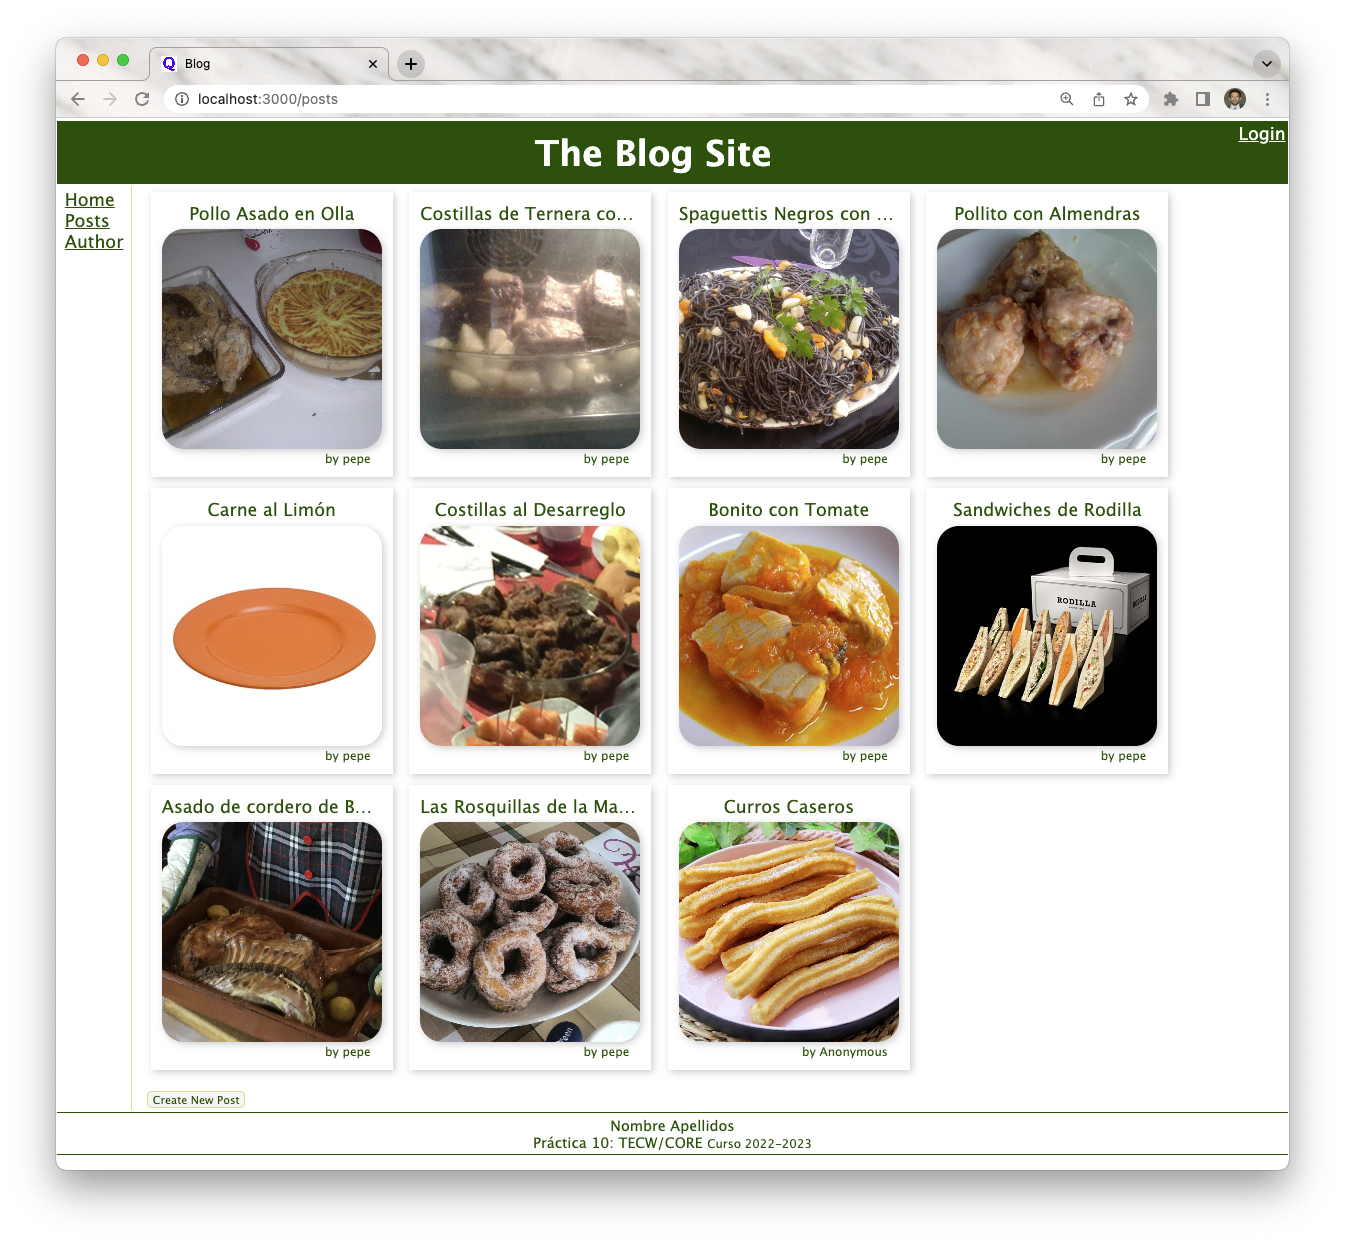 Blog
localhost:3000/posts
The Blog Site
Login
Home
Posts
Author
Pollo Asado en Olla
Costillas de Ternera co...
Spaguettis Negros con ...
Pollito con Almendras
by pepe
by pepe
by pepe
by pepe
Carne al Limón
Costillas al Desarreglo
Bonito con Tomate
Sandwiches de Rodilla
RODILLA
by pepe
by pepe
by pepe
by pepe
Asado de cordero de B...
Las Rosquillas de la Ma...
Curros Caseros
by pepe
by pepe
by Anonymous
Create New Post
Nombre Apellidos
Práctica 10: TECW/CORE Curso 2022-2023